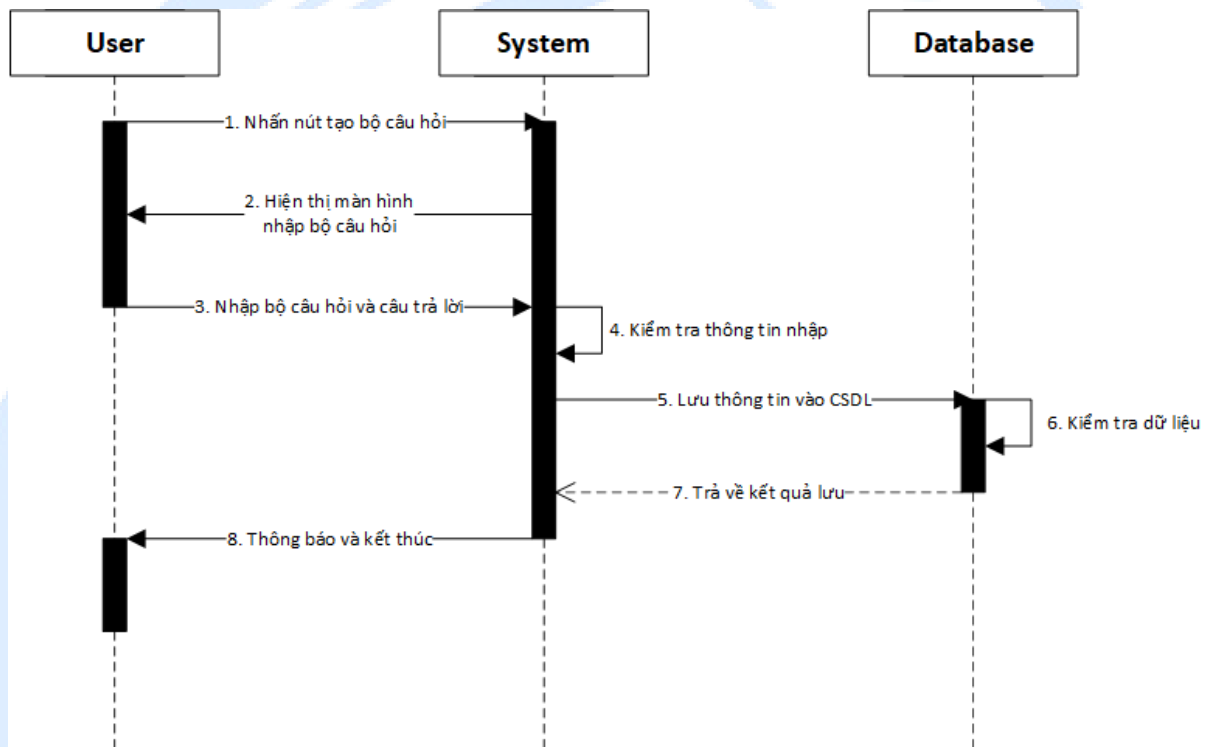 User
System
Database
1. Nhấn nút tạo bộ câu hỏi
2. Hiện thị màn hình
nhập bộ câu hỏi
3. Nhập bộ câu hỏi và câu trả lời
4. Kiểm tra thông tin nhập
5. Lưu thông tin vào CSDL
6. Kiểm tra dữ liệu
7. Trả về kết quả lưu
8. Thông báo và kết thúc